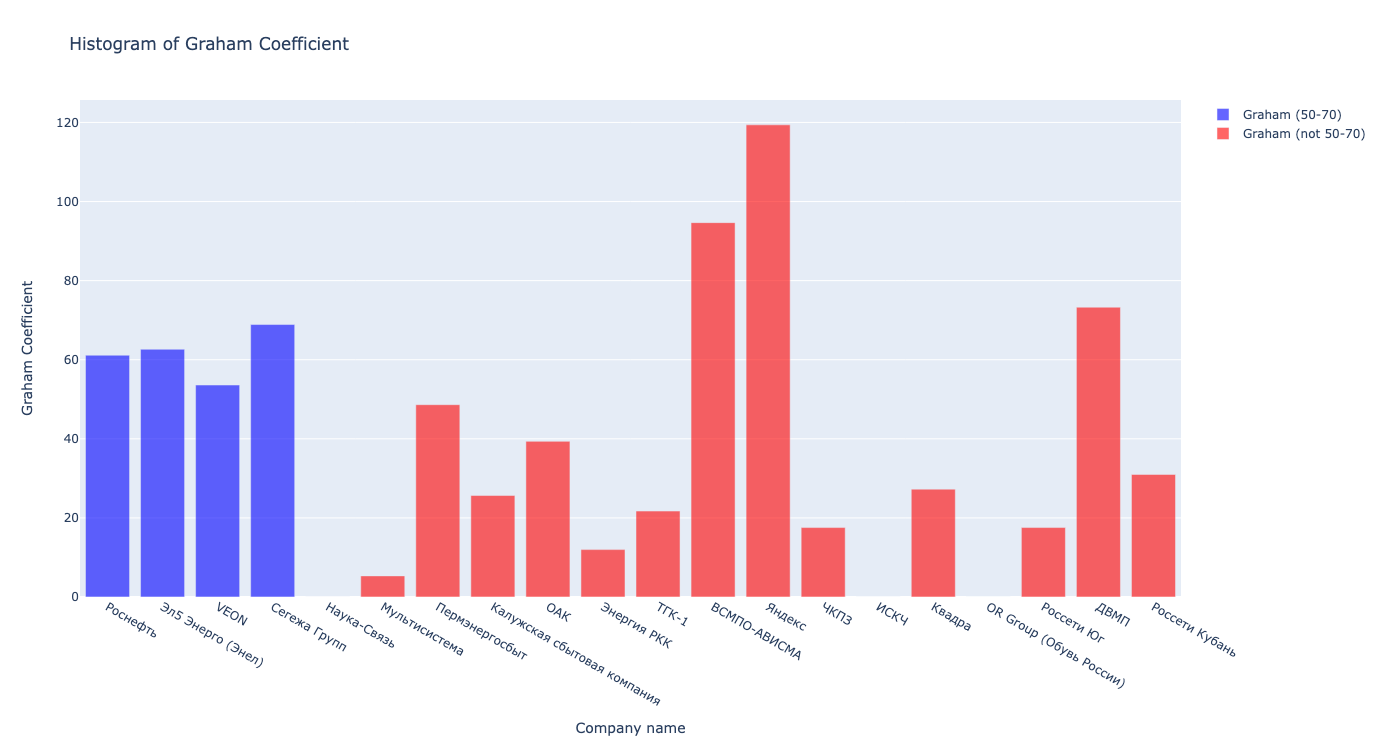 Histogram of Graham Coefficient
Graham (50-70)
Graham (not 50-70)
Graham Coefficient
120
100
80
60
40
20
0
Роснефть
Эл5 Энерго (Энел)
VEON
Сегежа Групп
Наука-Связь
Мультисистема
Пермэнергосбыт
Калужская сбытовая компания
ОАК
Энергия РКК
ТГК-1
ВСМПО-АВИСМА
Яндекс
ЧКПЗ
ИСКЧ
Квадра
OR Group (Обувь России)
Россети Юг
ДВМП
Россети Кубань
Company name